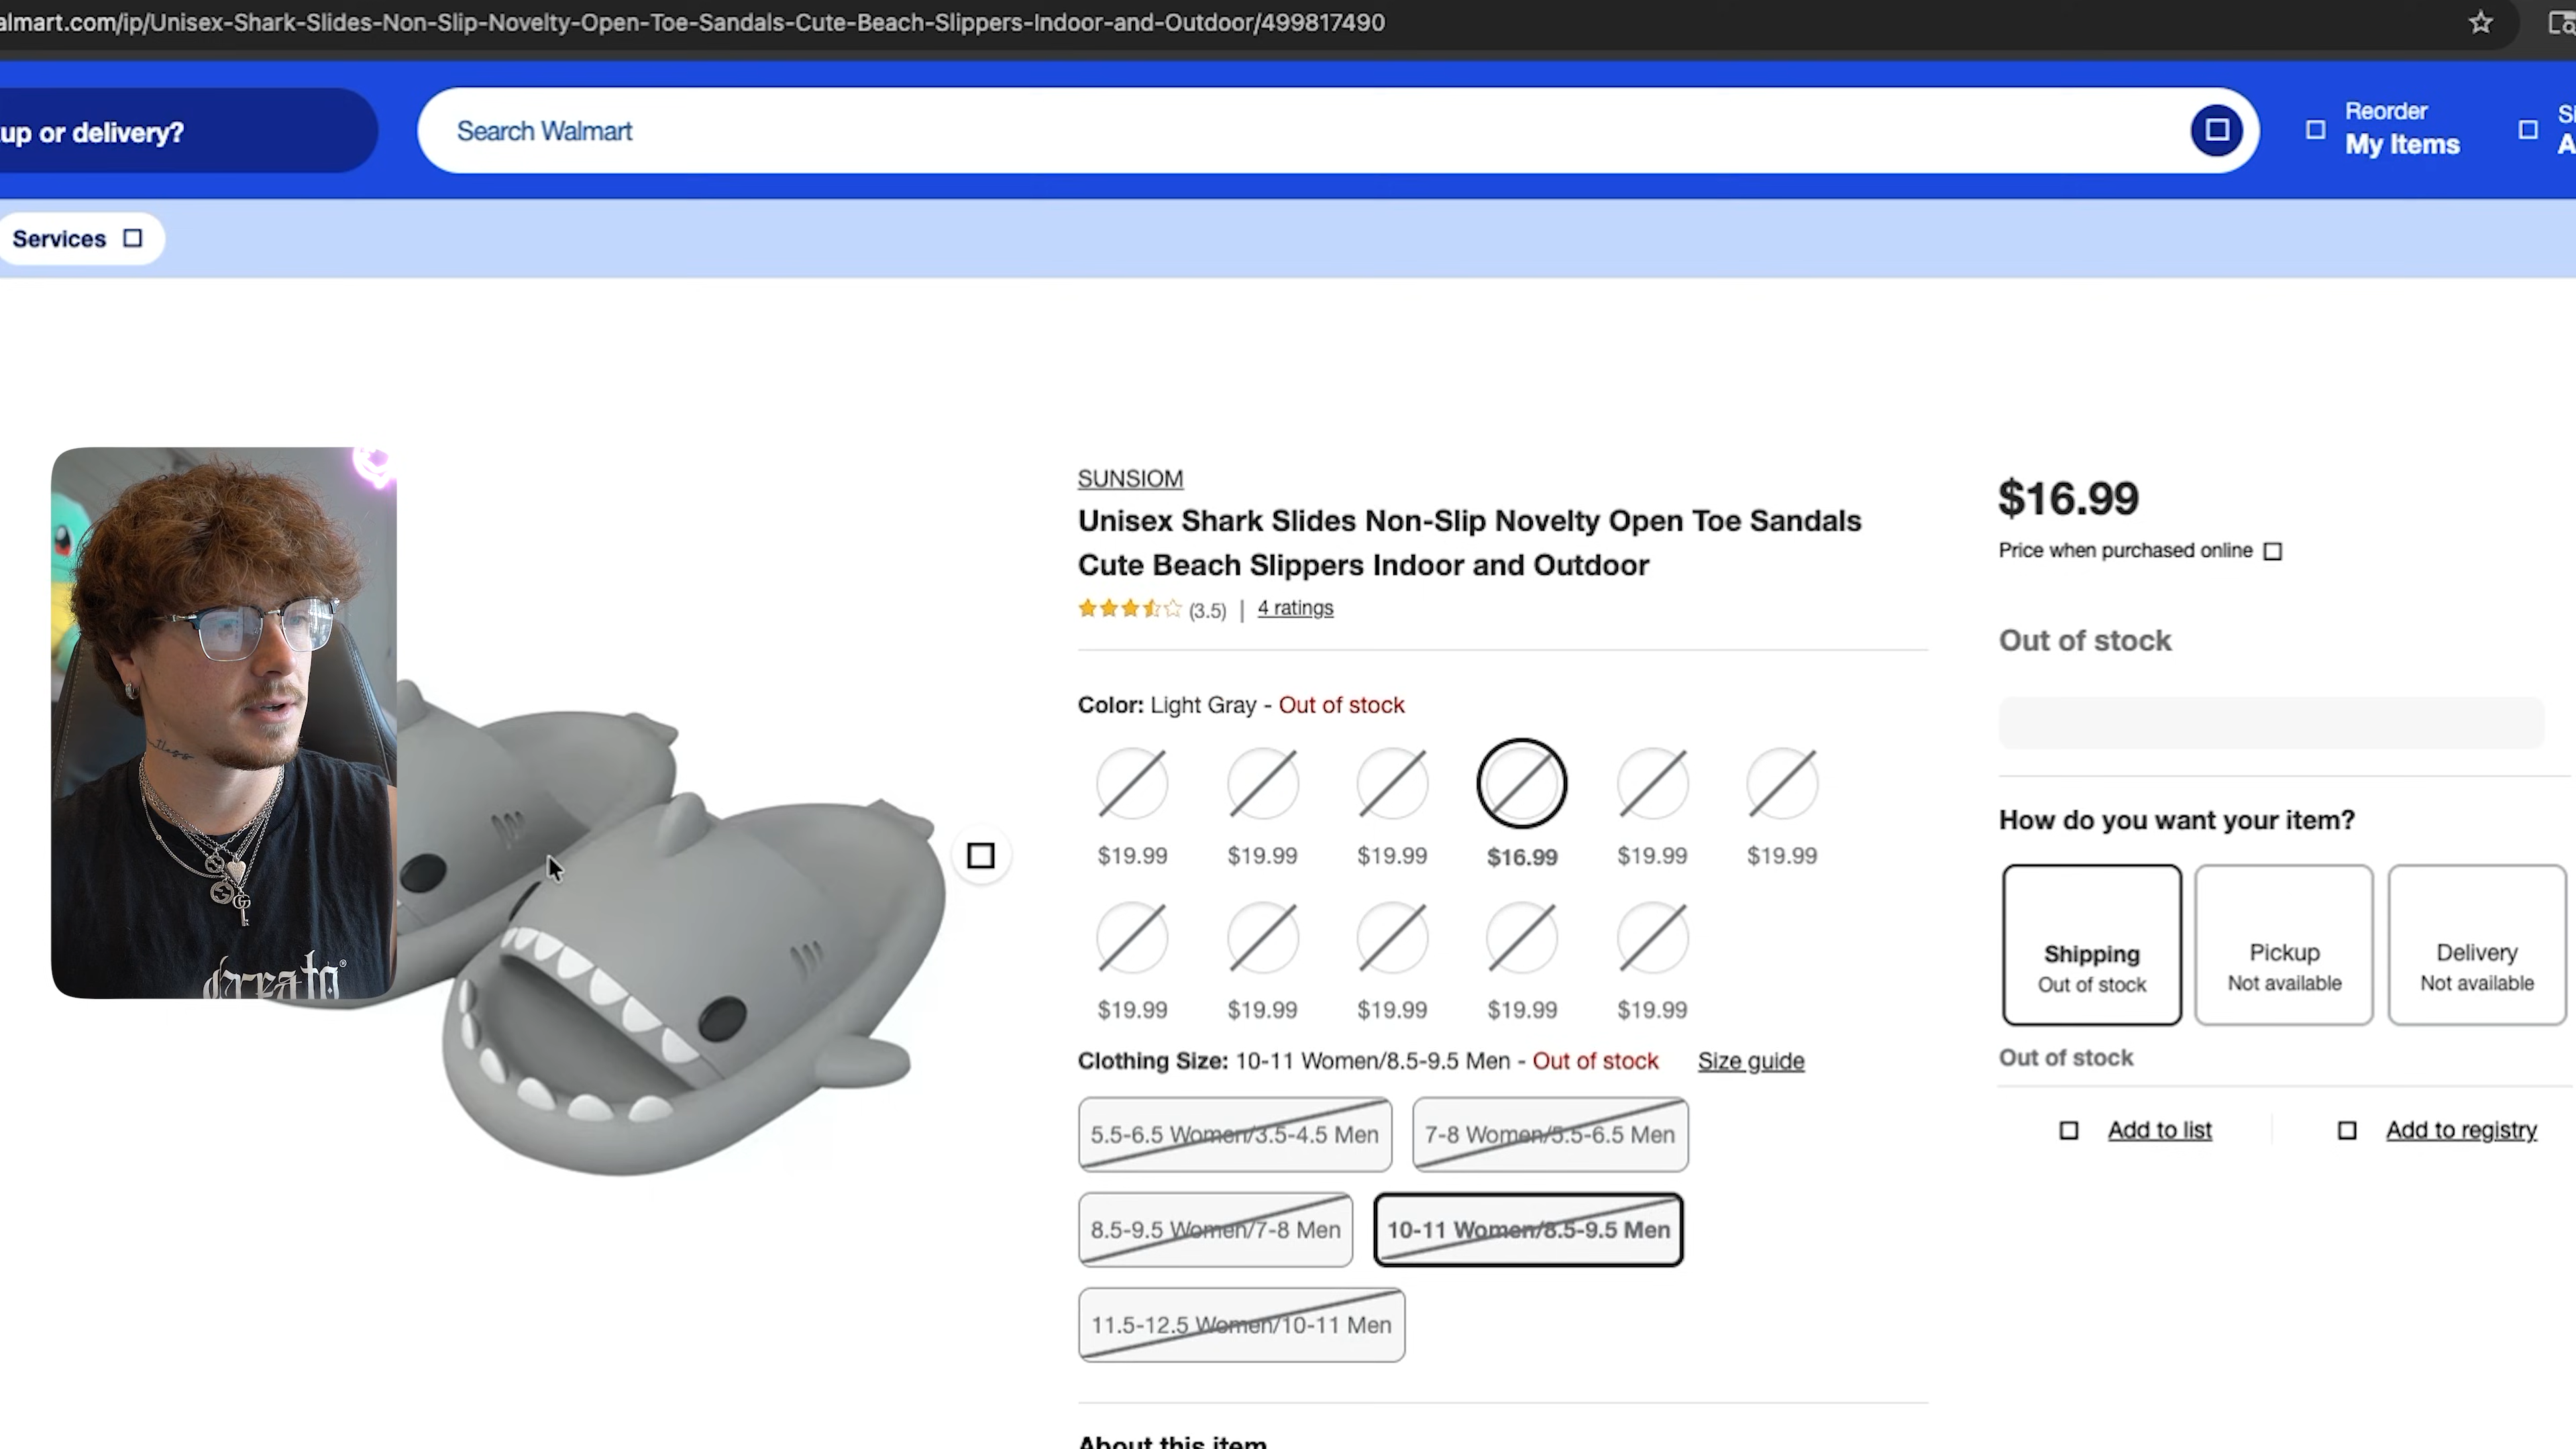 almart.com/ip/Unisex-Shark-Slides-Non-Slip-Novelty-Open-Toe-Sandals-Cute-Beach-Slippers-Indoor-and-Outdoor/499817490
up or delivery?
Search Walmart
Reorder
My Items
Services
SUNSIOM
Unisex Shark Slides Non-Slip Novelty Open Toe Sandals
Cute Beach Slippers Indoor and Outdoor
(3.5) | 4 ratings
Color: Light Gray - Out of stock
$19.99 $19.99 $19.99 $16.99 $19.99 $19.99
$19.99 $19.99 $19.99 $19.99 $19.99
Clothing Size: 10-11 Women/8.5-9.5 Men - Out of stock Size guide
5.5-6.5 Women/3.5-4.5 Men 7-8 Women/5.5-6.5 Men
8.5-9.5 Women/7-8 Men 10-11 Women/8.5-9.5 Men
11.5-12.5 Women/10-11 Men
About this item
$16.99
Price when purchased online
Out of stock
How do you want your item?
Shipping
Out of stock
Pickup
Not available
Delivery
Not available
Out of stock
Add to list
Add to registry